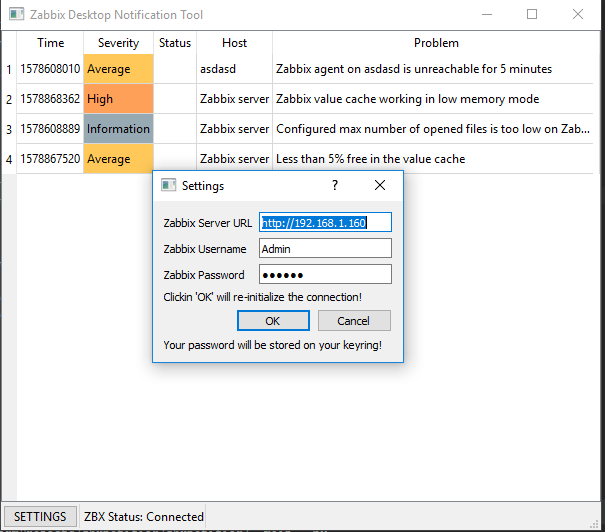 Zabbix Desktop Notification Tool
Time Severity Status Host Problem
1 1578608010 Average asdasd Zabbix agent on asdasd is unreachable for 5 minutes
2 1578868362 High Zabbix server Zabbix value cache working in low memory mode
3 1578608889 Information Zabbix server Configured max number of opened files is too low on Zab...
4 1578867520 Average Zabbix server Less than 5% free in the value cache
Settings ?
Zabbix Server URL http://192.168.1.160
Zabbix Username Admin
Zabbix Password ●●●●●●
Clickin 'OK' will re-initialize the connection!
OK Cancel
Your password will be stored on your keyring!
SETTINGS ZBX Status: Connected